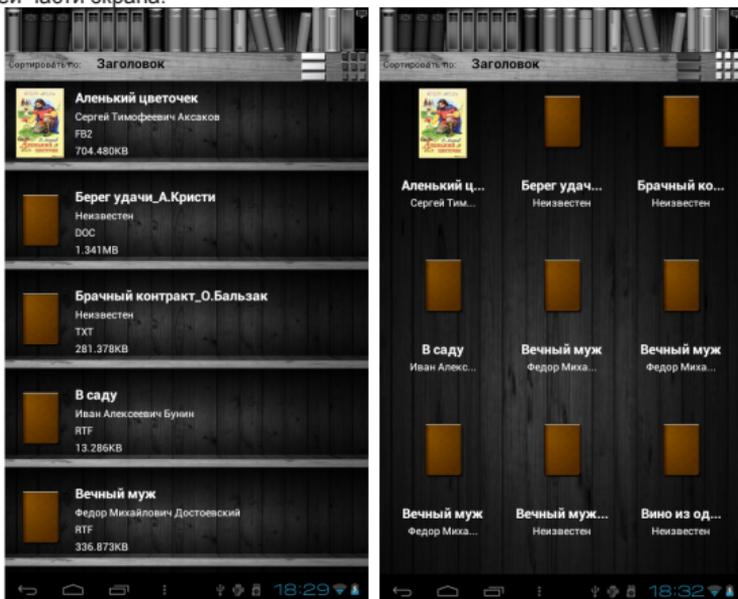 части экрана.
Сортировать по: Заголовок
Аленький цветочек
Сергей Тимофеевич Аксаков
FB2
704.480KB
Берег удачи_А.Кристи
Неизвестен
DOC
1.341MB
Брачный контракт_О.Бальзак
Неизвестен
TXT
281.378KB
В саду
Иван Алексеевич Бунин
RTF
13.286KB
Вечный муж
Федор Михайлович Достоевский
RTF
336.873KB
18:29
Сортировать по: Заголовок
Аленький ц... Берег удач... Брачный ко...
Сергей Тим... Неизвестен Неизвестен
В саду Вечный муж Вечный муж
Иван Алекс... Федор Миха... Федор Миха...
Вечный муж Вечный муж... Вино из од...
Федор Миха... Неизвестен Неизвестен
18:32